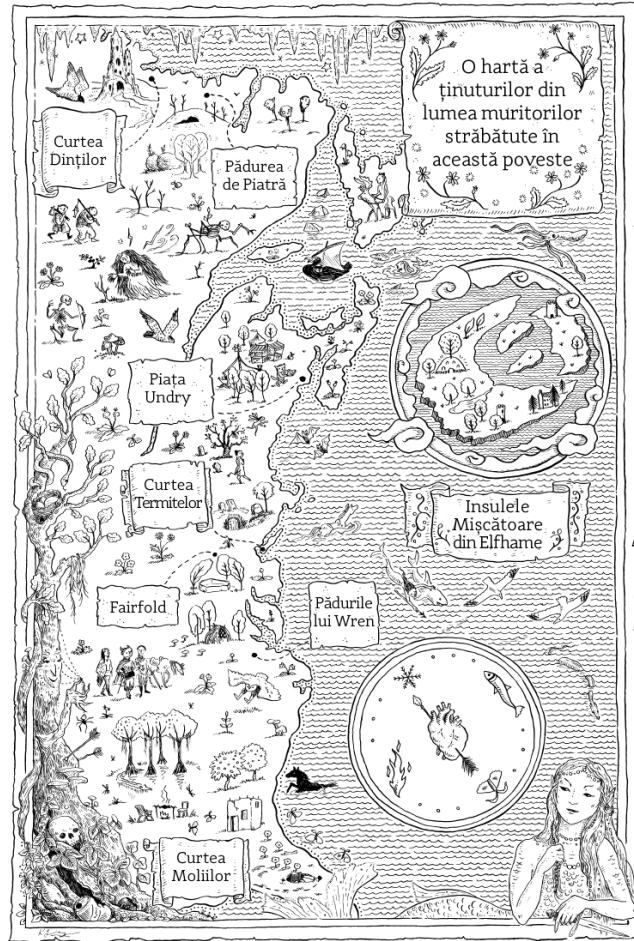 O hartă a
ținuturilor din
lumea muritorilor
străbătute în
această poveste
Curtea
Dinților
Pădurea
de Piatră
Piața
Undry
Curtea
Termitelor
Insulele
Mișcătoare
din Elfhame
Fairfold
Pădurile
lui Wren
Curtea
Moliilor